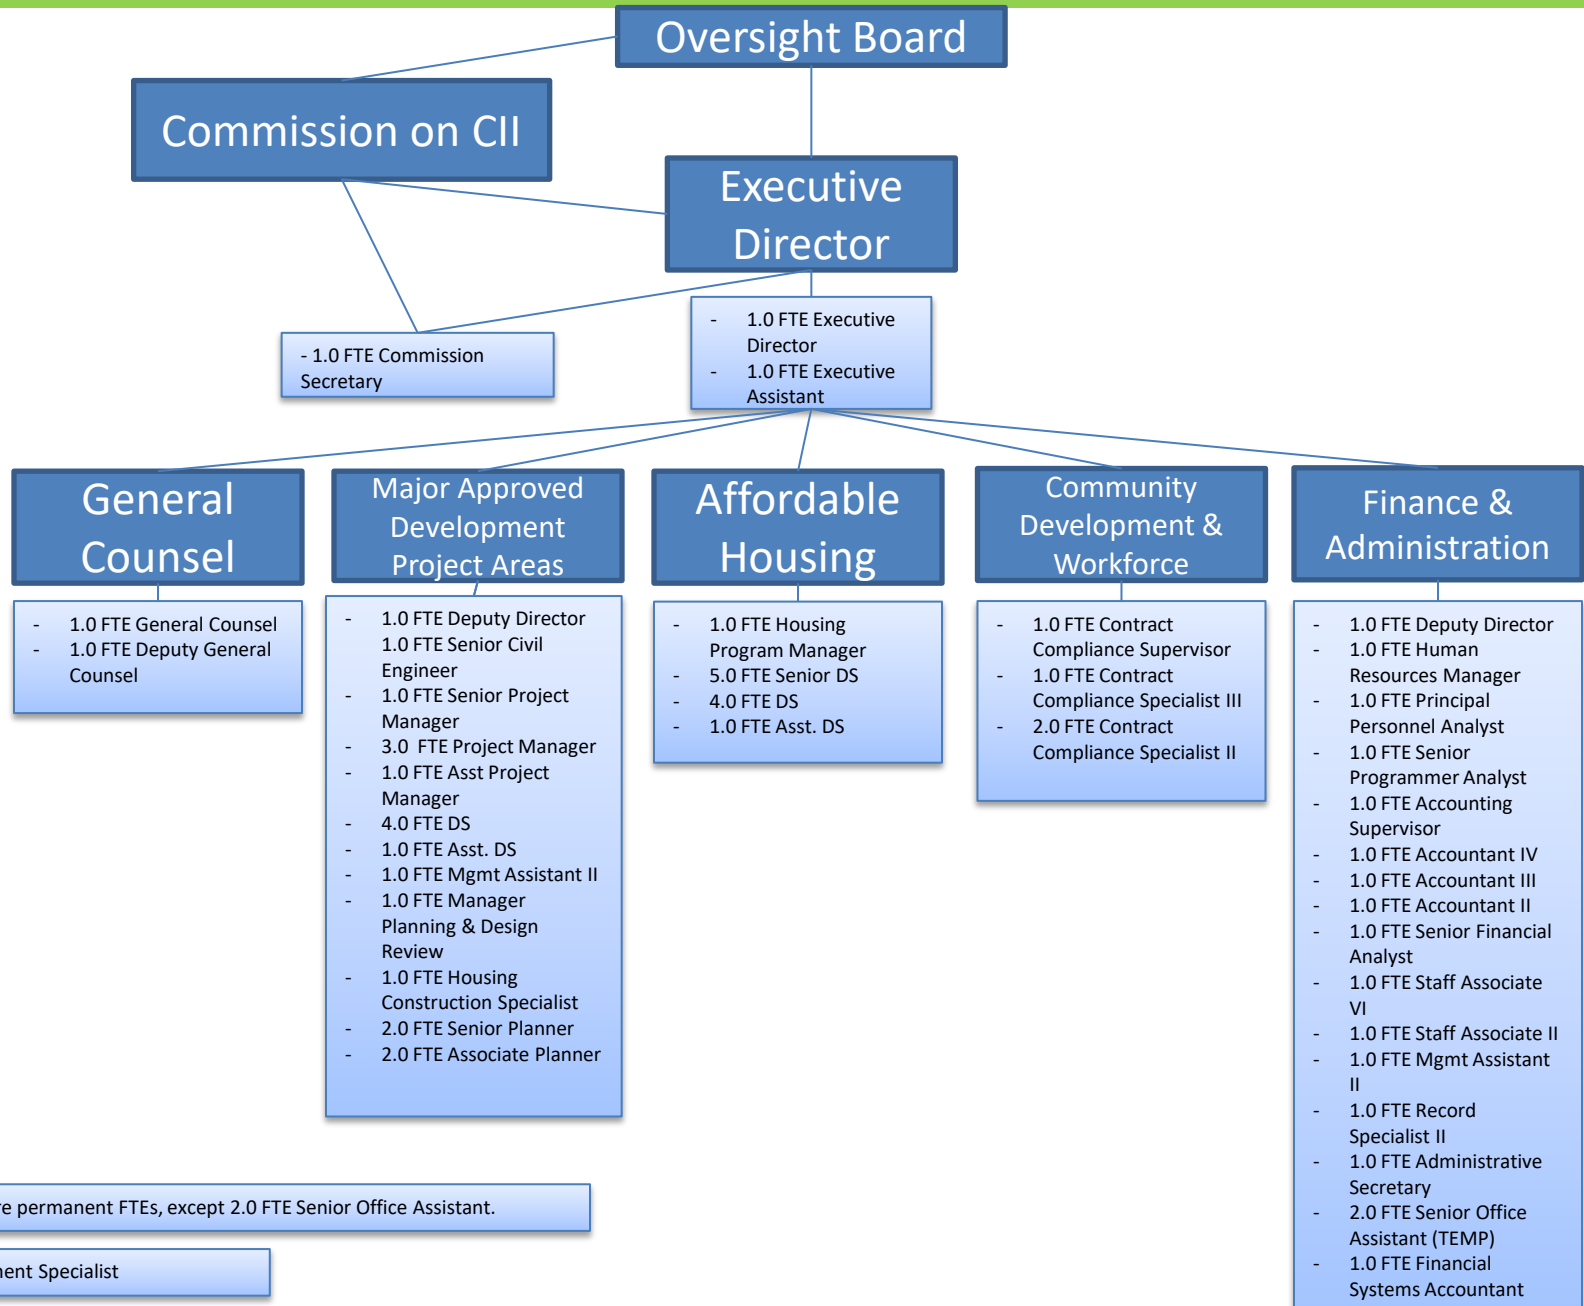 Oversight Board
Commission on CII
Executive
Director
- 1.0 FTE Commission
Secretary
- 1.0 FTE Executive
Director
- 1.0 FTE Executive
Assistant
General
Counsel
- 1.0 FTE General Counsel
- 1.0 FTE Deputy General
Counsel
Major Approved
Development
Project Areas
- 1.0 FTE Deputy Director
1.0 FTE Senior Civil
Engineer
- 1.0 FTE Senior Project
Manager
- 3.0 FTE Project Manager
- 1.0 FTE Asst Project
Manager
- 4.0 FTE DS
- 1.0 FTE Asst. DS
- 1.0 FTE Mgmt Assistant II
- 1.0 FTE Manager
Planning & Design
Review
- 1.0 FTE Housing
Construction Specialist
- 2.0 FTE Senior Planner
- 2.0 FTE Associate Planner
Affordable
Housing
- 1.0 FTE Housing
Program Manager
- 5.0 FTE Senior DS
- 4.0 FTE DS
- 1.0 FTE Asst. DS
Community
Development &
Workforce
- 1.0 FTE Contract
Compliance Supervisor
- 1.0 FTE Contract
Compliance Specialist III
- 2.0 FTE Contract
Compliance Specialist II
Finance &
Administration
- 1.0 FTE Deputy Director
- 1.0 FTE Human
Resources Manager
- 1.0 FTE Principal
Personnel Analyst
- 1.0 FTE Senior
Programmer Analyst
- 1.0 FTE Accounting
Supervisor
- 1.0 FTE Accountant IV
- 1.0 FTE Accountant III
- 1.0 FTE Accountant II
- 1.0 FTE Senior Financial
Analyst
- 1.0 FTE Staff Associate
VI
- 1.0 FTE Staff Associate II
- 1.0 FTE Mgmt Assistant
II
- 1.0 FTE Record
Specialist II
- 1.0 FTE Administrative
Secretary
- 2.0 FTE Senior Office
Assistant (TEMP)
- 1.0 FTE Financial
Systems Accountant
permanent FTEs, except 2.0 FTE Senior Office Assistant.
Specialist